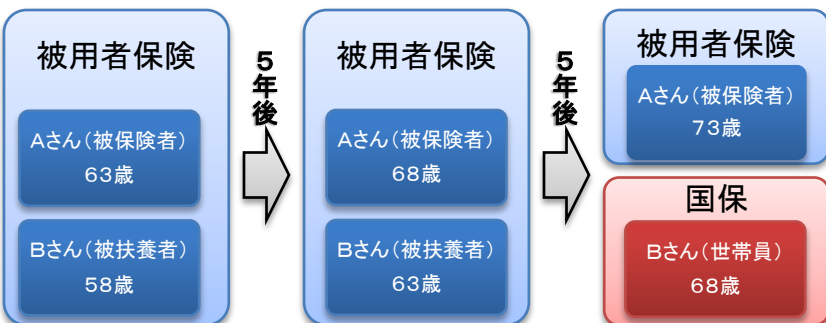 被用者保険
Aさん（被保険者）
63歳
Bさん（被扶養者）
58歳
５年後
被用者保険
Aさん（被保険者）
68歳
Bさん（被扶養者）
63歳
５年後
被用者保険
Aさん（被保険者）
73歳
国保
Bさん（世帯員）
68歳